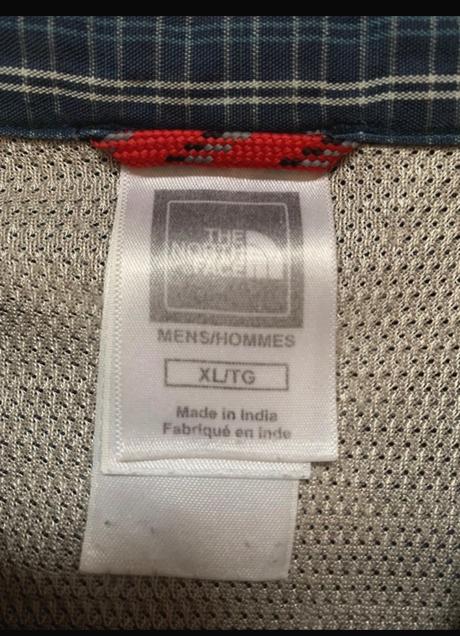 THE
NORTH
FACE
MENS/HOMMES
XL/TG
Made in India
Fabriqué en Inde